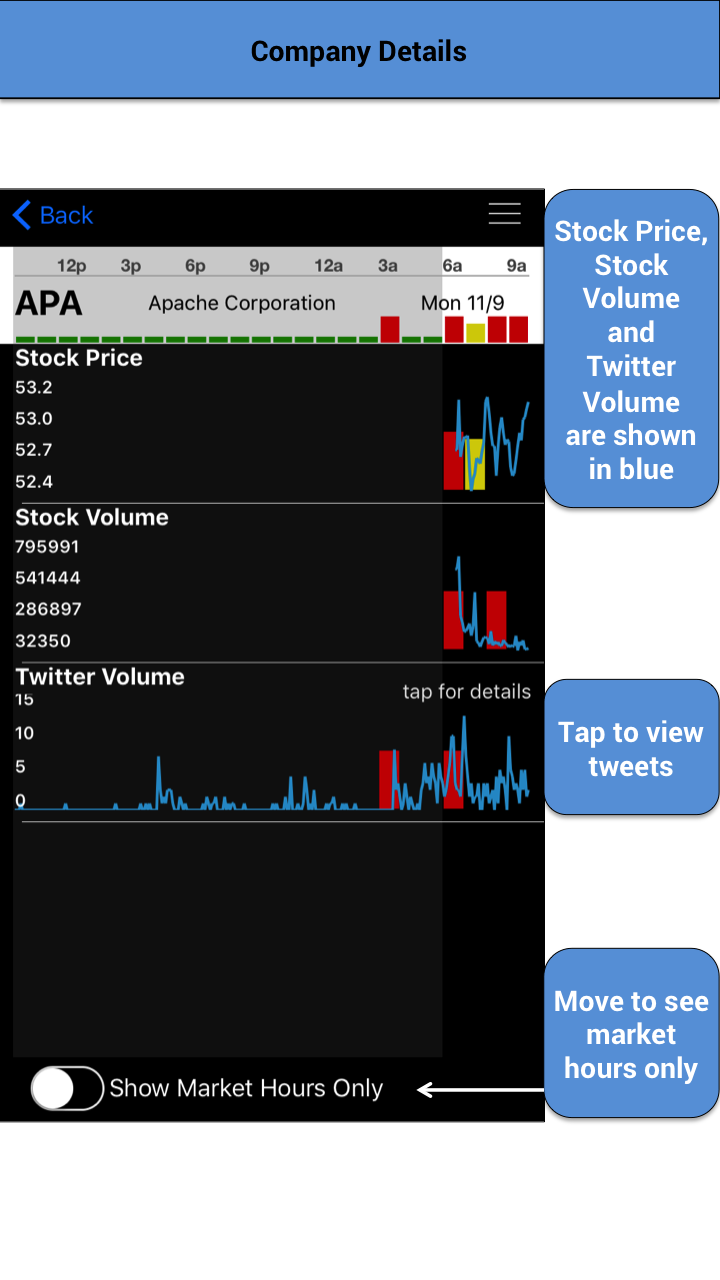 Company Details
Back
12p 3p 6p 9p 12a 3a 6a 9a
APA Apache Corporation Mon 11/9
Stock Price
53.2
53.0
52.7
52.4
Stock Volume
795991
541444
286897
32350
Twitter Volume
tap for details
15
10
5
0
Show Market Hours Only
Stock Price,
Stock
Volume
and
Twitter
Volume
are shown
in blue
Tap to view
tweets
Move to see
market
hours only